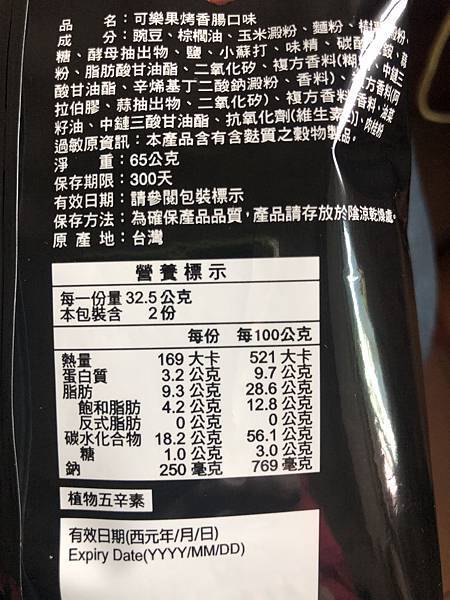 品 名：可樂果烤香腸口味
成 分：豌豆、棕櫚油、玉米澱粉、麵粉、
糖、酵母抽出物、鹽、小蘇打、味精、
粉、脂肪酸甘油酯、二氧化矽、複方香料(糊
酸甘油酯、辛烯基丁二酸鈉澱粉、香料)、
拉伯膠、蒜抽出物、二氧化矽)、複方香料
籽油、中鏈三酸甘油酯、抗氧化劑(維生素 )]、肉桂粉
過敏原資訊：本產品含有含麩質之穀物製品。
淨 重：65公克
保存期限：300天
有效日期：請參閱包裝標示
保存方法：為確保產品品質，產品請存放於陰涼乾燥處。
原 產 地：台灣
營養標示
每一份量 32.5 公克
本包裝含 2份
每份 每100公克
熱量 169 大卡 521 大卡
蛋白質 3.2 公克 9.7 公克
脂肪 9.3 公克 28.6 公克
飽和脂肪 4.2 公克 12.8 公克
反式脂肪 0 公克 0 公克
碳水化合物 18.2 公克 56.1 公克
糖 1.0 公克 3.0 公克
鈉 250 毫克 769 毫克
植物五辛素
有效日期(西元年/月/日)
Expiry Date(YYYY/MM/DD)